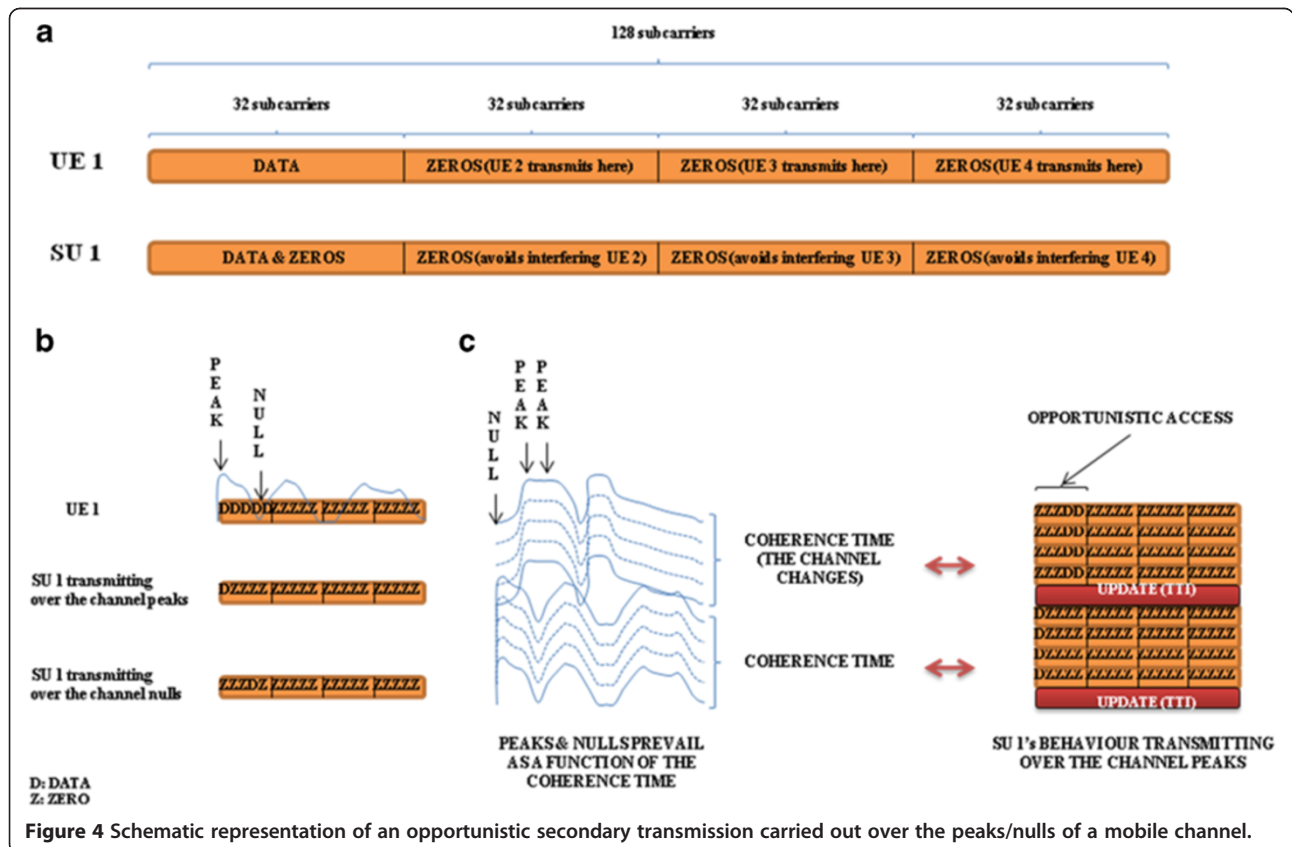 a
128 subcarriers
32 subcarriers 32 subcarriers 32 subcarriers 32 subcarriers
UE 1 DATA ZEROS(UE 2 transmits here) ZEROS(UE 3 transmits here) ZEROS(UE 4 transmits here)
SU 1 DATA & ZEROS ZEROS(avoids interfering UE 2) ZEROS(avoids interfering UE 3) ZEROS(avoids interfering UE 4)
b
PEAK
NULL
UE 1 DDDDD ZZZZZ ZZZZZ ZZZZZ
SU 1 transmitting
over the channel peaks
DZZZZ ZZZZZ ZZZZZ ZZZZZ
SU 1 transmitting
over the channel nulls
ZZZDZ ZZZZZ ZZZZZ ZZZZZ
D: DATA
Z: ZERO
c
NULL
PEAK
PEAK
COHERENCE TIME
(THE CHANNEL
CHANGES)
COHERENCE TIME
PEAKS & NULLS PREVAIL
AS A FUNCTION OF THE
COHERENCE TIME
OPPORTUNISTIC ACCESS
ZZZDD ZZZZZ ZZZZZ ZZZZZ
ZZZDD ZZZZZ ZZZZZ ZZZZZ
ZZZDD ZZZZZ ZZZZZ ZZZZZ
ZZZDD ZZZZZ ZZZZZ ZZZZZ
UPDATE (TTI)
DZZZZ ZZZZZ ZZZZZ ZZZZZ
DZZZZ ZZZZZ ZZZZZ ZZZZZ
DZZZZ ZZZZZ ZZZZZ ZZZZZ
DZZZZ ZZZZZ ZZZZZ ZZZZZ
UPDATE (TTI)
SU 1's BEHAVIOUR TRANSMITTING
OVER THE CHANNEL PEAKS
Figure 4 Schematic representation of an opportunistic secondary transmission carried out over the peaks/nulls of a mobile channel.